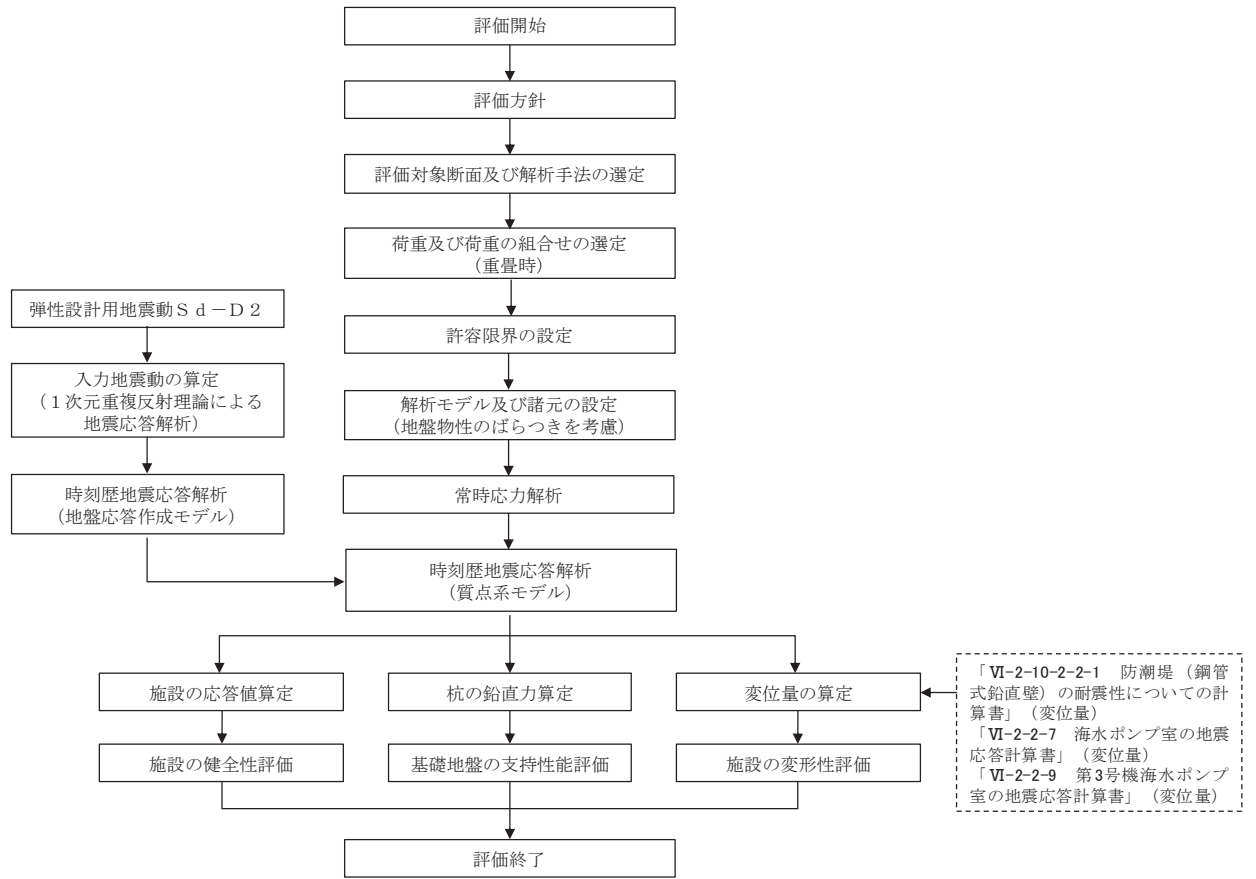 評価開始
評価方針
評価対象断面及び解析手法の選定
荷重及び荷重の組合せの選定
（重畳時）
許容限界の設定
解析モデル及び諸元の設定
（地盤物性のばらつきを考慮）
常時応力解析
弾性設計用地震動Ｓｄ－Ｄ２
入力地震動の算定
（１次元重複反射理論による
地震応答解析）
時刻歴地震応答解析
（地盤応答作成モデル）
時刻歴地震応答解析
（質点系モデル）
施設の応答値算定
杭の鉛直力算定
変位量の算定
「Ⅵ-2-10-2-2-1　防潮堤（鋼管
式鉛直壁）の耐震性についての計
算書」（変位量）
「Ⅵ-2-2-7　海水ポンプ室の地震
応答計算書」（変位量）
「Ⅵ-2-2-9　第3号機海水ポンプ
室の地震応答計算書」（変位量）
施設の健全性評価
基礎地盤の支持性能評価
施設の変形性評価
評価終了